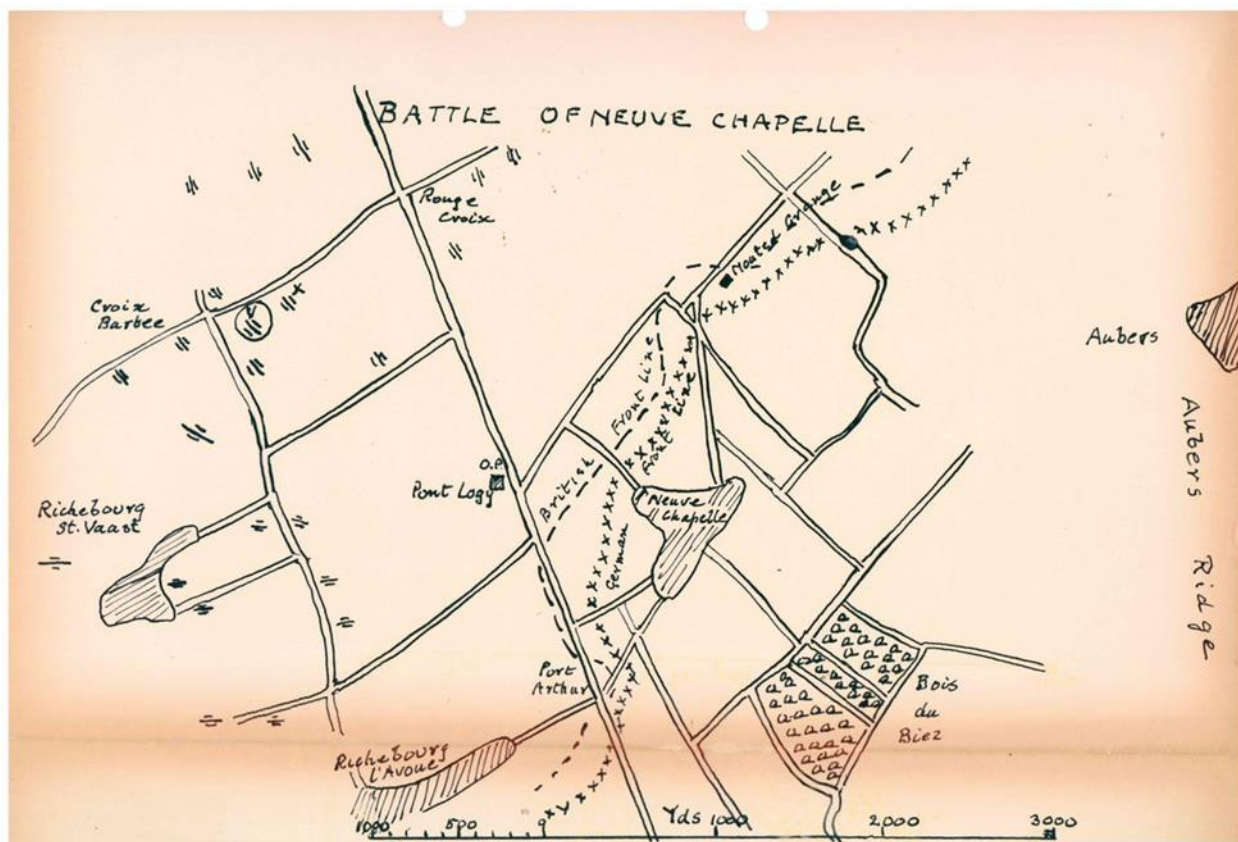 BATTLE OF NEUVE CHAPELLE
Rouge
Croix
Moated Grange
Croix
Barbee
Aubers
Aubers Ridge
British Front Line
German Front Line
O.P.
Pont Logy
Neuve
Chapelle
Richebourg
St. Vaast
Port
Arthur
Bois
du
Biez
Richebourg
l'Avoue
1000 500 0 Yds 1000 2,000 3000